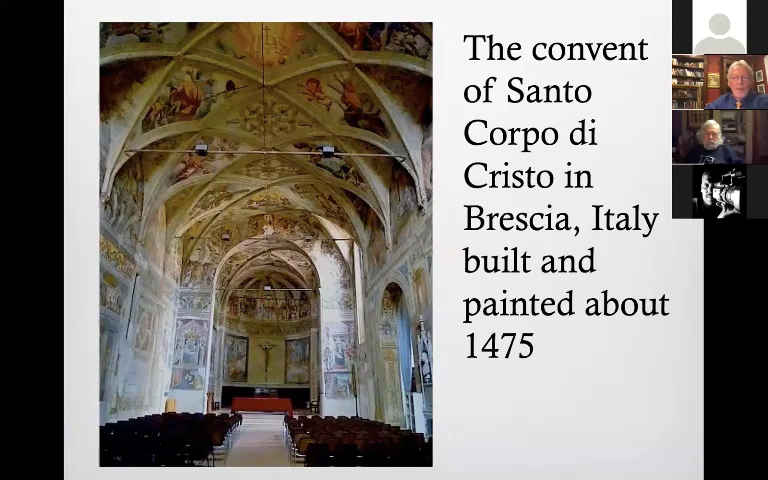 The convent
of Santo
Corpo di
Cristo in
Brescia, Italy
built and
painted about
1475